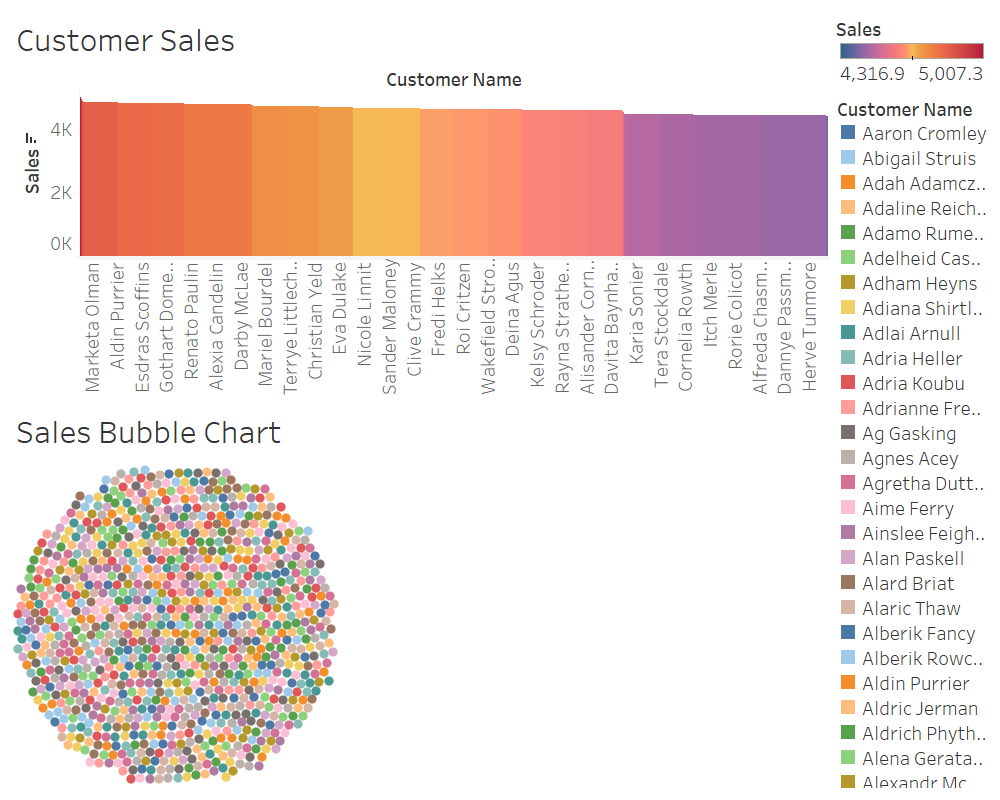 Customer Sales
Customer Name
Sales
4K
2K
0K
Marketa Olman
Aldin Purrier
Esdras Scoffins
Gothart Dome..
Renato Paulin
Alexia Candelin
Darby McLae
Mariel Bourdel
Terrye Littlech..
Christian Yeld
Eva Dulake
Nicole Linnit
Sander Maloney
Clive Crammy
Fredi Helks
Roi Critzen
Wakefield Stro..
Deina Agus
Kelsy Schroder
Rayna Strathe..
Alisander Corn..
Davita Baynha..
Karia Sonier
Tera Stockdale
Cornelia Rowth
Itch Merle
Rorie Colicot
Alfreda Chasm..
Dannye Passm..
Herve Tunmore
Sales Bubble Chart
Sales
4,316.9 5,007.3
Customer Name
Aaron Cromley
Abigail Struis
Adah Adamcz..
Adaline Reich..
Adamo Rume..
Adelheid Cas..
Adham Heyns
Adiana Shirtl..
Adlai Arnull
Adria Heller
Adria Koubu
Adrianne Fre..
Ag Gasking
Agnes Acey
Agretha Dutt..
Aime Ferry
Ainslee Feigh..
Alan Paskell
Alard Briat
Alaric Thaw
Alberik Fancy
Alberik Rowc..
Aldin Purrier
Aldric Jerman
Aldrich Phyth..
Alena Gerata..
Alexandr Mc